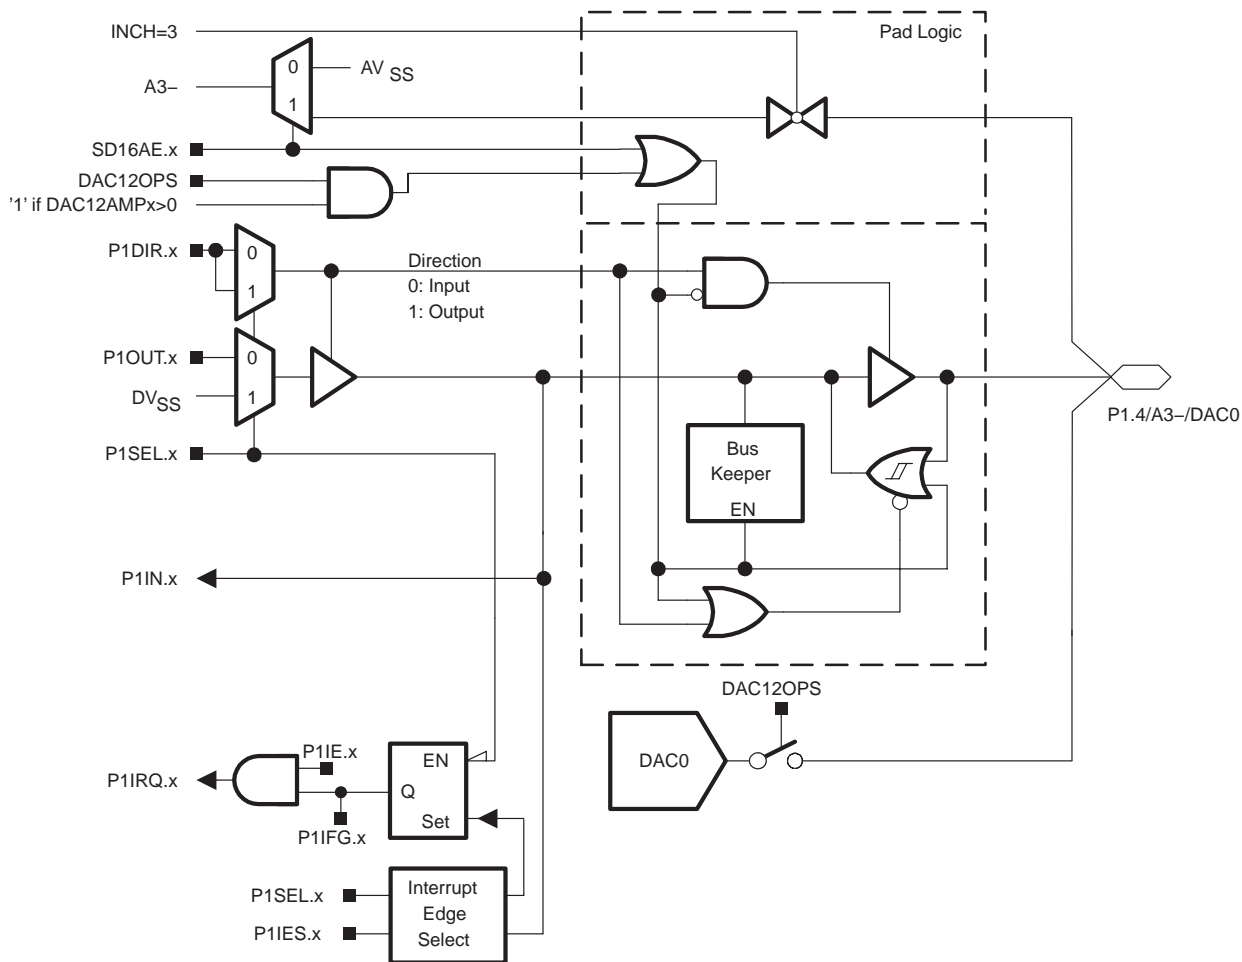 INCH=3
Pad Logic
0
AV SS
A3−
1
SD16AE.x
DAC12OPS
'1' if DAC12AMPx>0
P1DIR.x
0
1
Direction
0: Input
1: Output
P1OUT.x
0
DVSS
1
P1.4/A3−/DAC0
P1SEL.x
Bus
Keeper
EN
P1IN.x
DAC12OPS
P1IE.x
EN
DAC0
P1IRQ.x
Q
Set
P1IFG.x
P1SEL.x
Interrupt
Edge
Select
P1IES.x